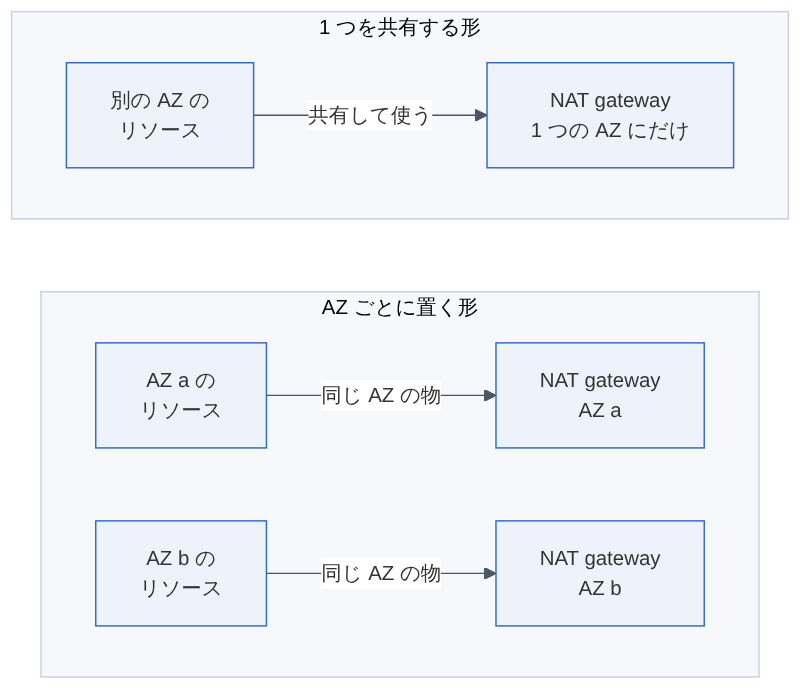 1 つを共有する形
別の AZ の
リソース
共有して使う
NAT gateway
1 つの AZ にだけ
AZ ごとに置く形
AZ a の
リソース
同じ AZ の物
NAT gateway
AZ a
AZ b の
リソース
同じ AZ の物
NAT gateway
AZ b